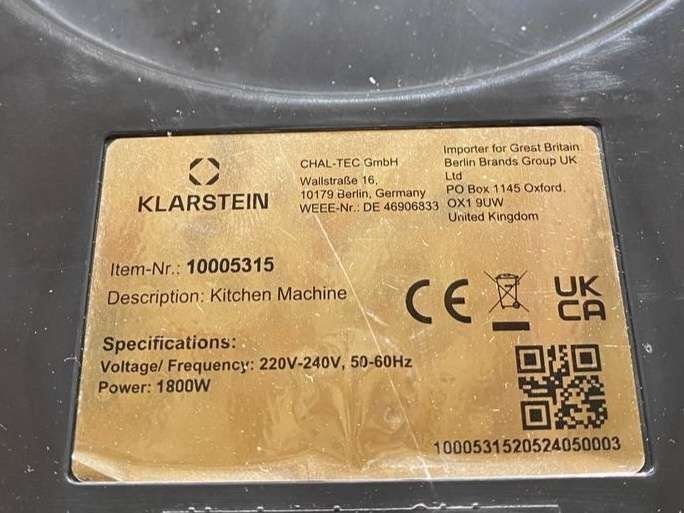 KLARSTEIN
CHAL-TEC GmbH
Wallstraße 16,
10179 Berlin, Germany
WEEE-Nr.: DE 46906833
Importer for Great Britain
Berlin Brands Group UK
Ltd
PO Box 1145 Oxford,
OX1 9UW
United Kingdom
Item-Nr.: 10005315
Description: Kitchen Machine
CE
UK
CA
Specifications:
Voltage/ Frequency: 220V-240V, 50-60Hz
Power: 1800W
1000531520524050003